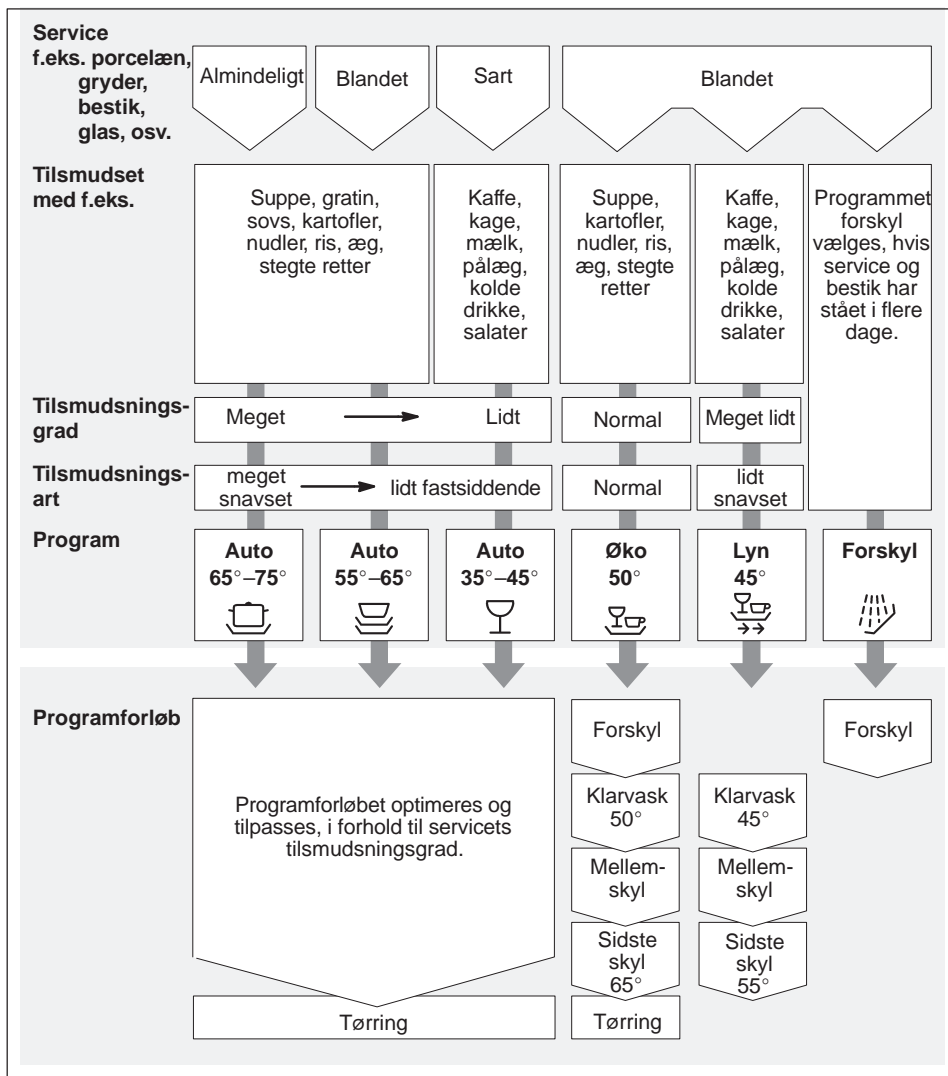 Service
f.eks. porcelæn,
gryder,
bestik,
glas, osv.
Almindeligt
Blandet
Sart
Blandet
Tilsmudset
med f.eks.
Suppe, gratin,
sovs, kartofler,
nudler, ris, æg,
stegte retter
Kaffe,
kage,
mælk,
pålæg,
kolde
drikke,
salater
Suppe,
kartofler,
nudler, ris,
æg, stegte
retter
Kaffe,
kage,
mælk,
pålæg,
kolde
drikke,
salater
Programmet
forskyl
vælges, hvis
service og
bestik har
stået i flere
dage.
Tilsmudsnings-
grad
Meget
Lidt
Normal
Meget lidt
Tilsmudsnings-
art
meget
snavset
lidt fastsiddende
Normal
lidt
snavset
Program
Auto
65°–75°
Auto
55°–65°
Auto
35°–45°
Øko
50°
Lyn
45°
Forskyl
Programforløb
Programforløbet optimeres og
tilpasses, i forhold til servicets
tilsmudsningsgrad.
Tørring
Forskyl
Klarvask
50°
Mellem-
skyl
Sidste
skyl
65°
Tørring
Klarvask
45°
Mellem-
skyl
Sidste
skyl
55°
Forskyl